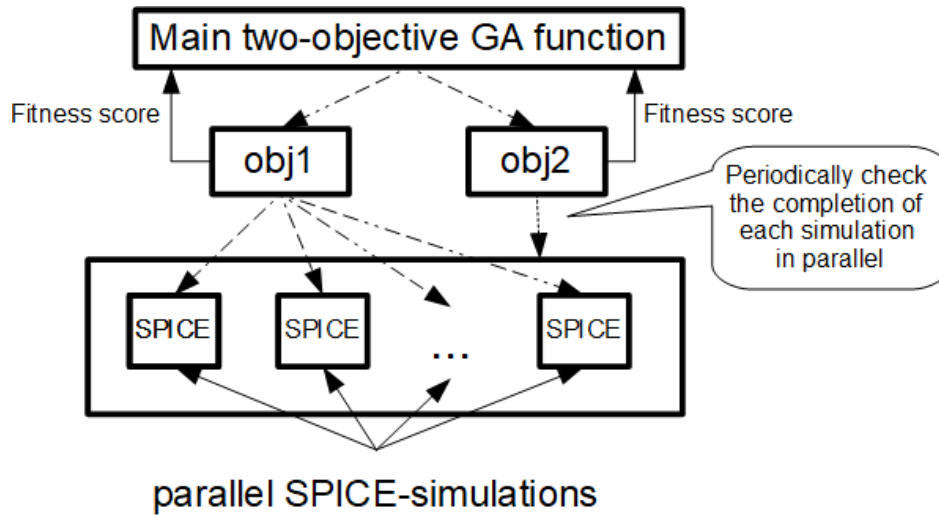 Main two-objective GA function
Fitness score
Fitness score
obj1
obj2
Periodically check
the completion of
each simulation
in parallel
SPICE
SPICE
...
SPICE
parallel SPICE-simulations